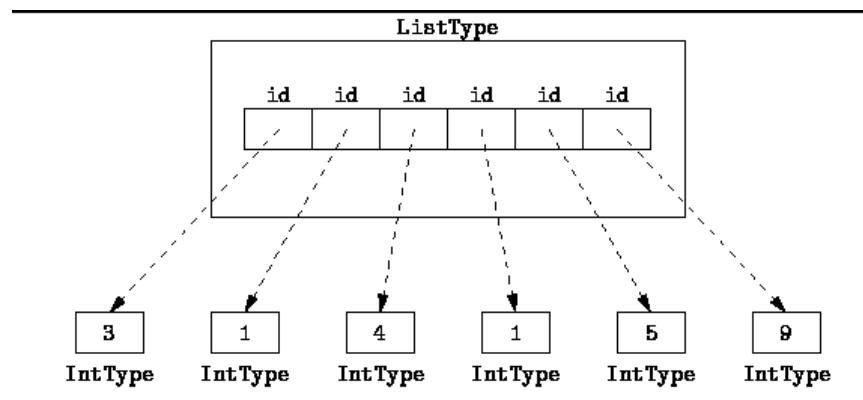 ListType
id id id id id id
3 1 4 1 5 9
IntType IntType IntType IntType IntType IntType